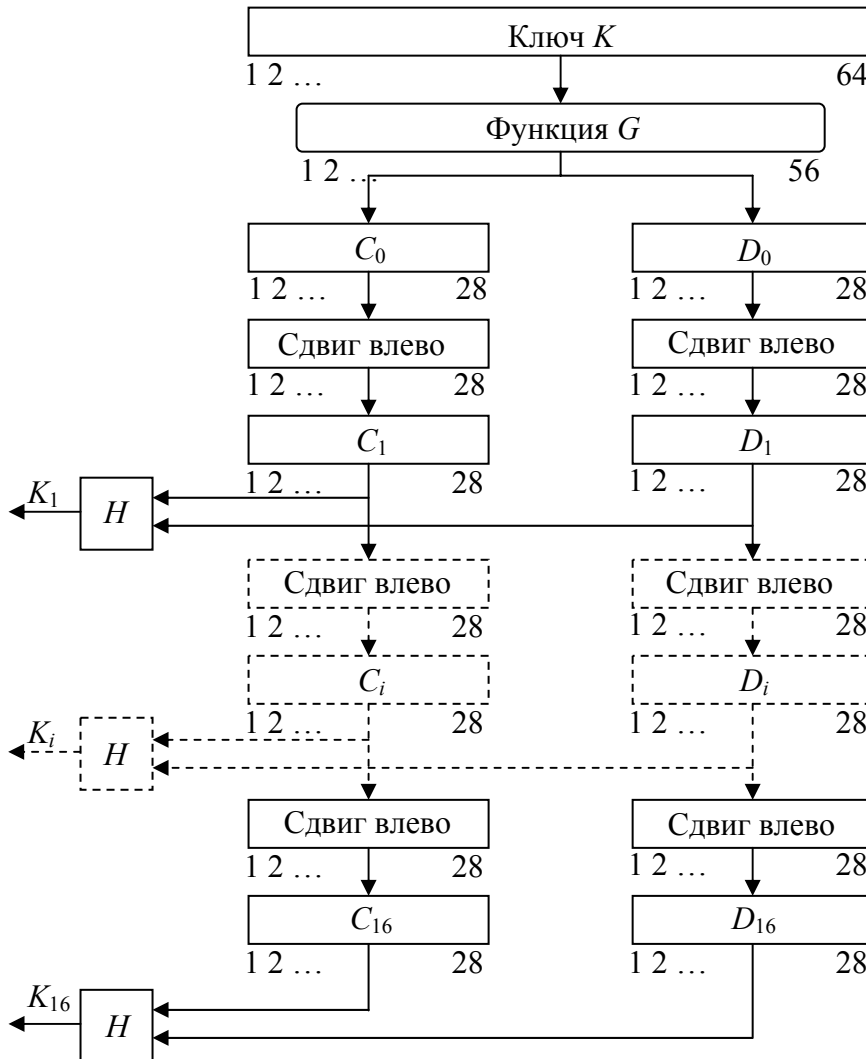 Ключ K
1 2 … 64
Функция G
1 2 … 56
C₀ D₀
1 2 … 28 1 2 … 28
Сдвиг влево Сдвиг влево
1 2 … 28 1 2 … 28
C₁ D₁
1 2 … 28 1 2 … 28
K₁ H
Сдвиг влево Сдвиг влево
1 2 … 28 1 2 … 28
Cᵢ Dᵢ
1 2 … 28 1 2 … 28
Kᵢ H
Сдвиг влево Сдвиг влево
1 2 … 28 1 2 … 28
C₁₆ D₁₆
1 2 … 28 1 2 … 28
K₁₆ H